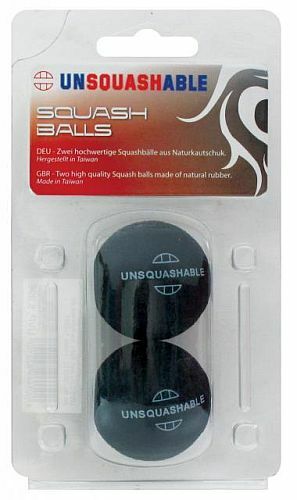 UNSQUASHABLE
SQUASH
BALLS
DEU - Zwei hochwertige Squashbälle aus Naturkautschuk.
Hergestellt in Taiwan
GBR - Two high quality Squash balls made of natural rubber.
Made in Taiwan
UNSQUASHABLE
UNSQUASHABLE